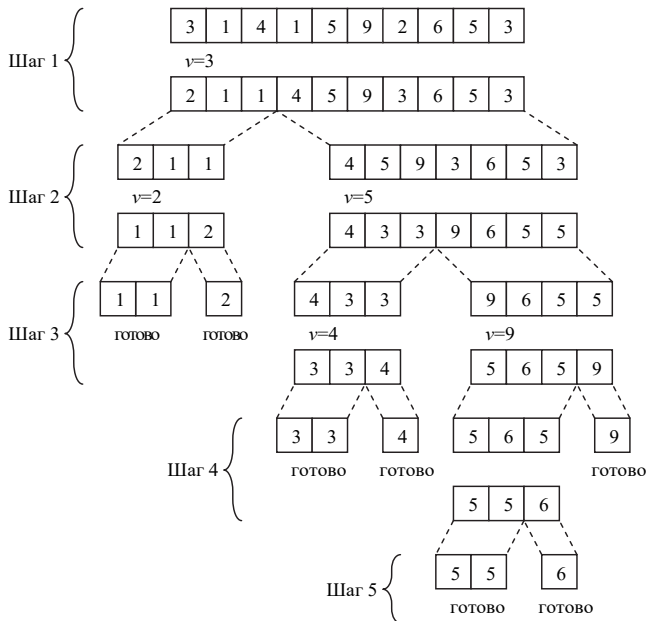 3 1 4 1 5 9 2 6 5 3
Шаг 1
v=3
2 1 1 4 5 9 3 6 5 3
2 1 1 4 5 9 3 6 5 3
Шаг 2
v=2 v=5
1 1 2 4 3 3 9 6 5 5
1 1 2 4 3 3 9 6 5 5
Шаг 3
готово готово v=4 v=9
3 3 4 5 6 5 9
3 3 4 5 6 5 9
готово готово готово
Шаг 4
5 5 6
5 5 6
Шаг 5
готово готово